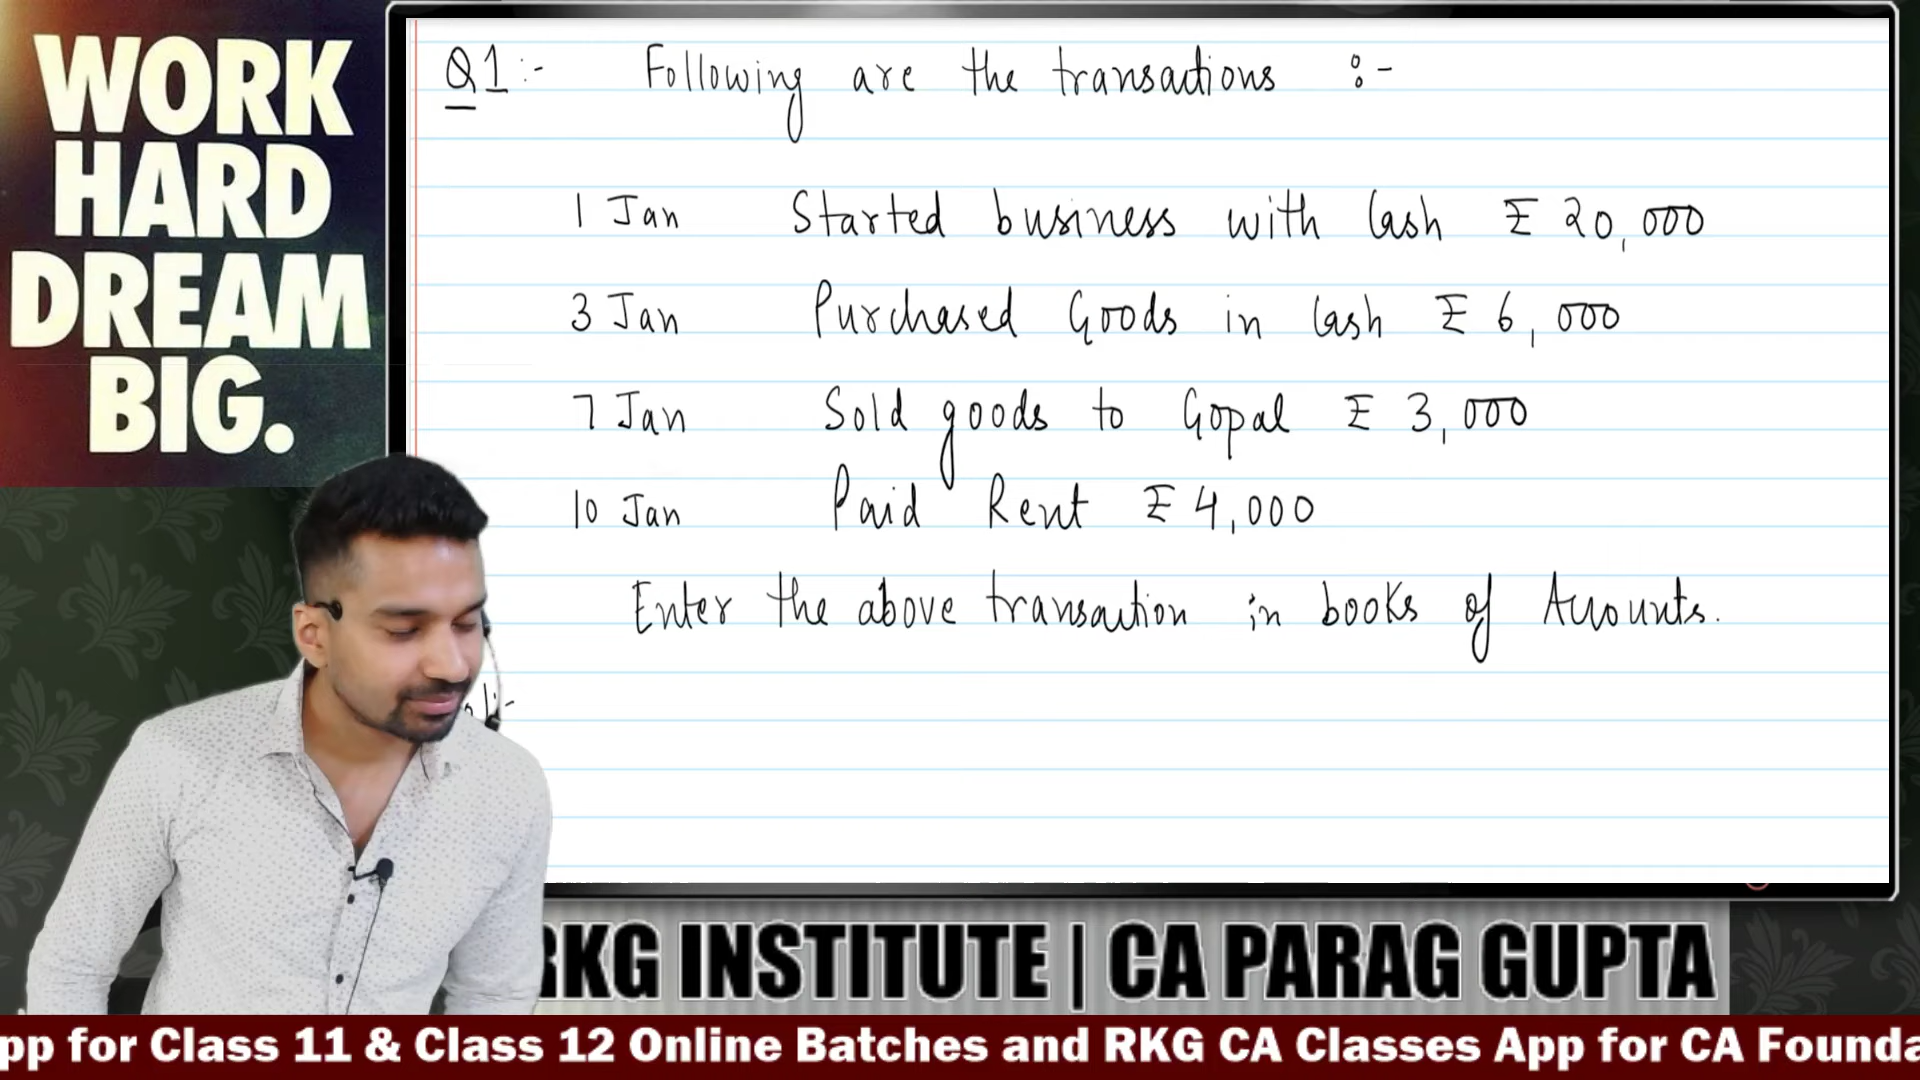 WORK
HARD
DREAM
BIG.
Q1:- Following are the transactions :-
1 Jan Started business with Cash ₹ 20,000
3 Jan Purchased Goods in Cash ₹ 6,000
7 Jan Sold goods to Gopal ₹ 3,000
10 Jan Paid Rent ₹ 4,000
Enter the above transaction in books of Accounts.
RKG INSTITUTE | CA PARAG GUPTA
for Class 11 & Class 12 Online Batches and RKG CA Classes App for CA